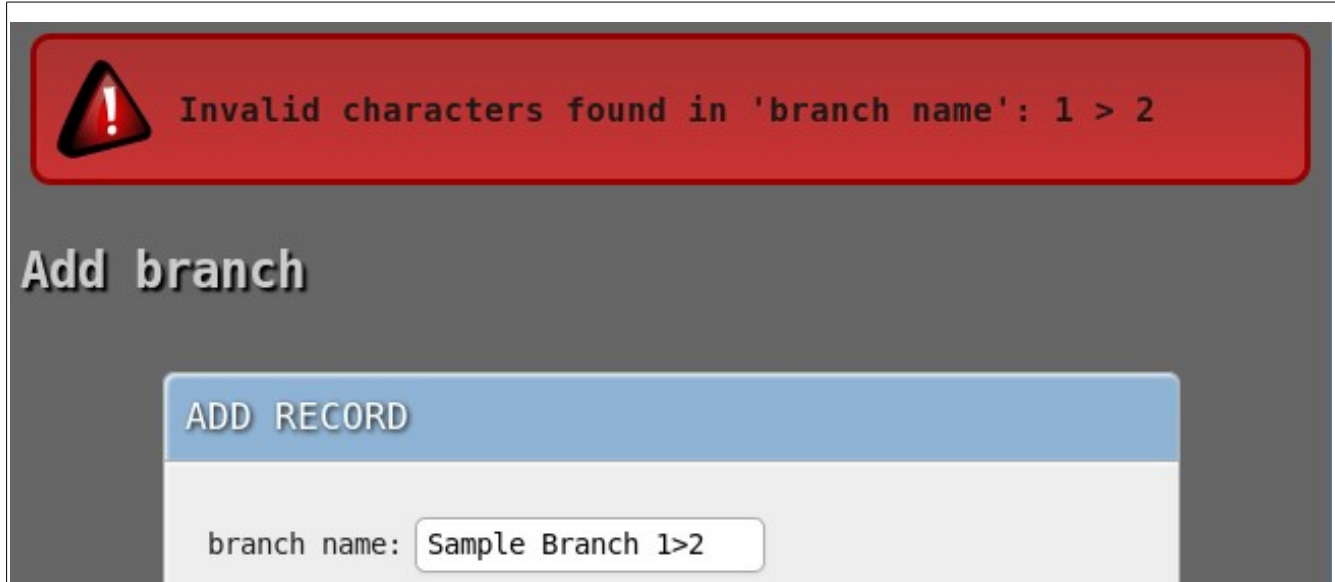 Invalid characters found in 'branch name': 1 > 2
Add branch
ADD RECORD
branch name: Sample Branch 1>2